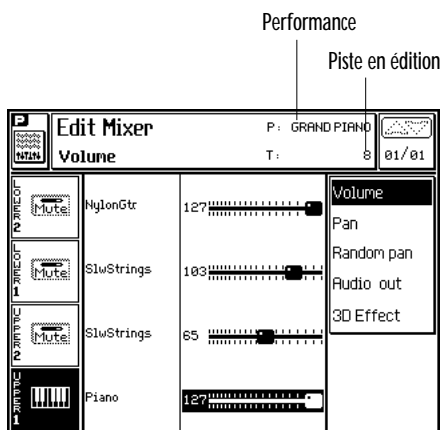 Performance
Piste en édition
P
Edit Mixer
P: GRAND PIANO
Volume
T: 8
01/01
LOWER 2
Mute
NylonGtr
127
Volume
Pan
Random pan
Audio out
3D Effect
LOWER 1
Mute
SlwStrings
103
UPPER 2
Mute
SlwStrings
65
UPPER 1
Piano
127